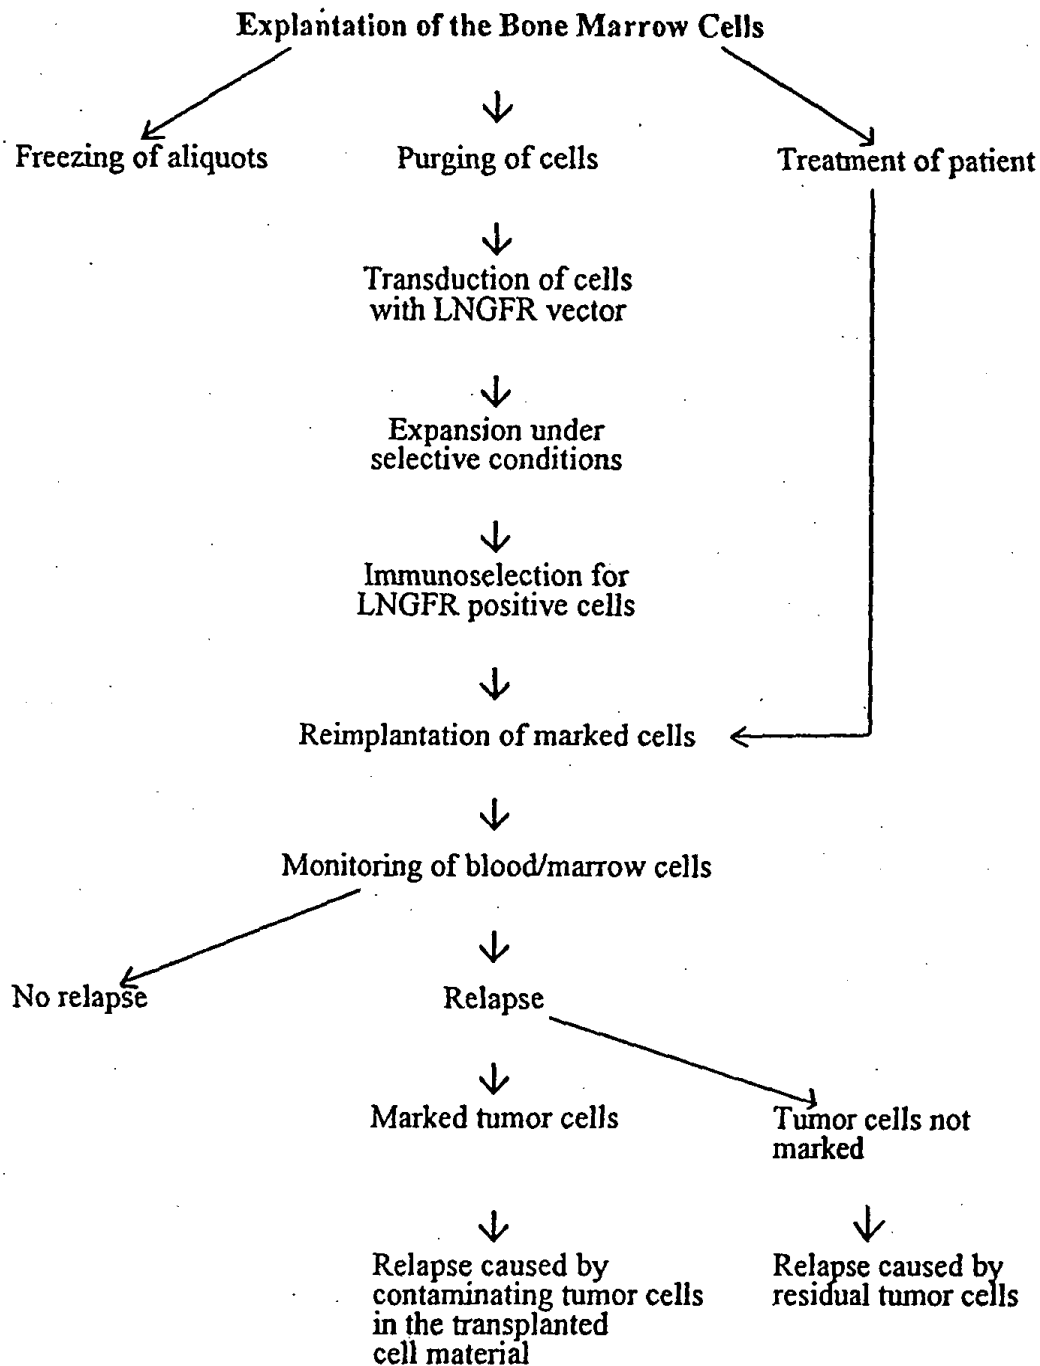 Explantation of the Bone Marrow Cells
Freezing of aliquots
Purging of cells
Treatment of patient
Transduction of cells
with LNGFR vector
Expansion under
selective conditions
Immunoselection for
LNGFR positive cells
Reimplantation of marked cells
Monitoring of blood/marrow cells
No relapse
Relapse
Marked tumor cells
Tumor cells not
marked
Relapse caused by
contaminating tumor cells
in the transplanted
cell material
Relapse caused by
residual tumor cells